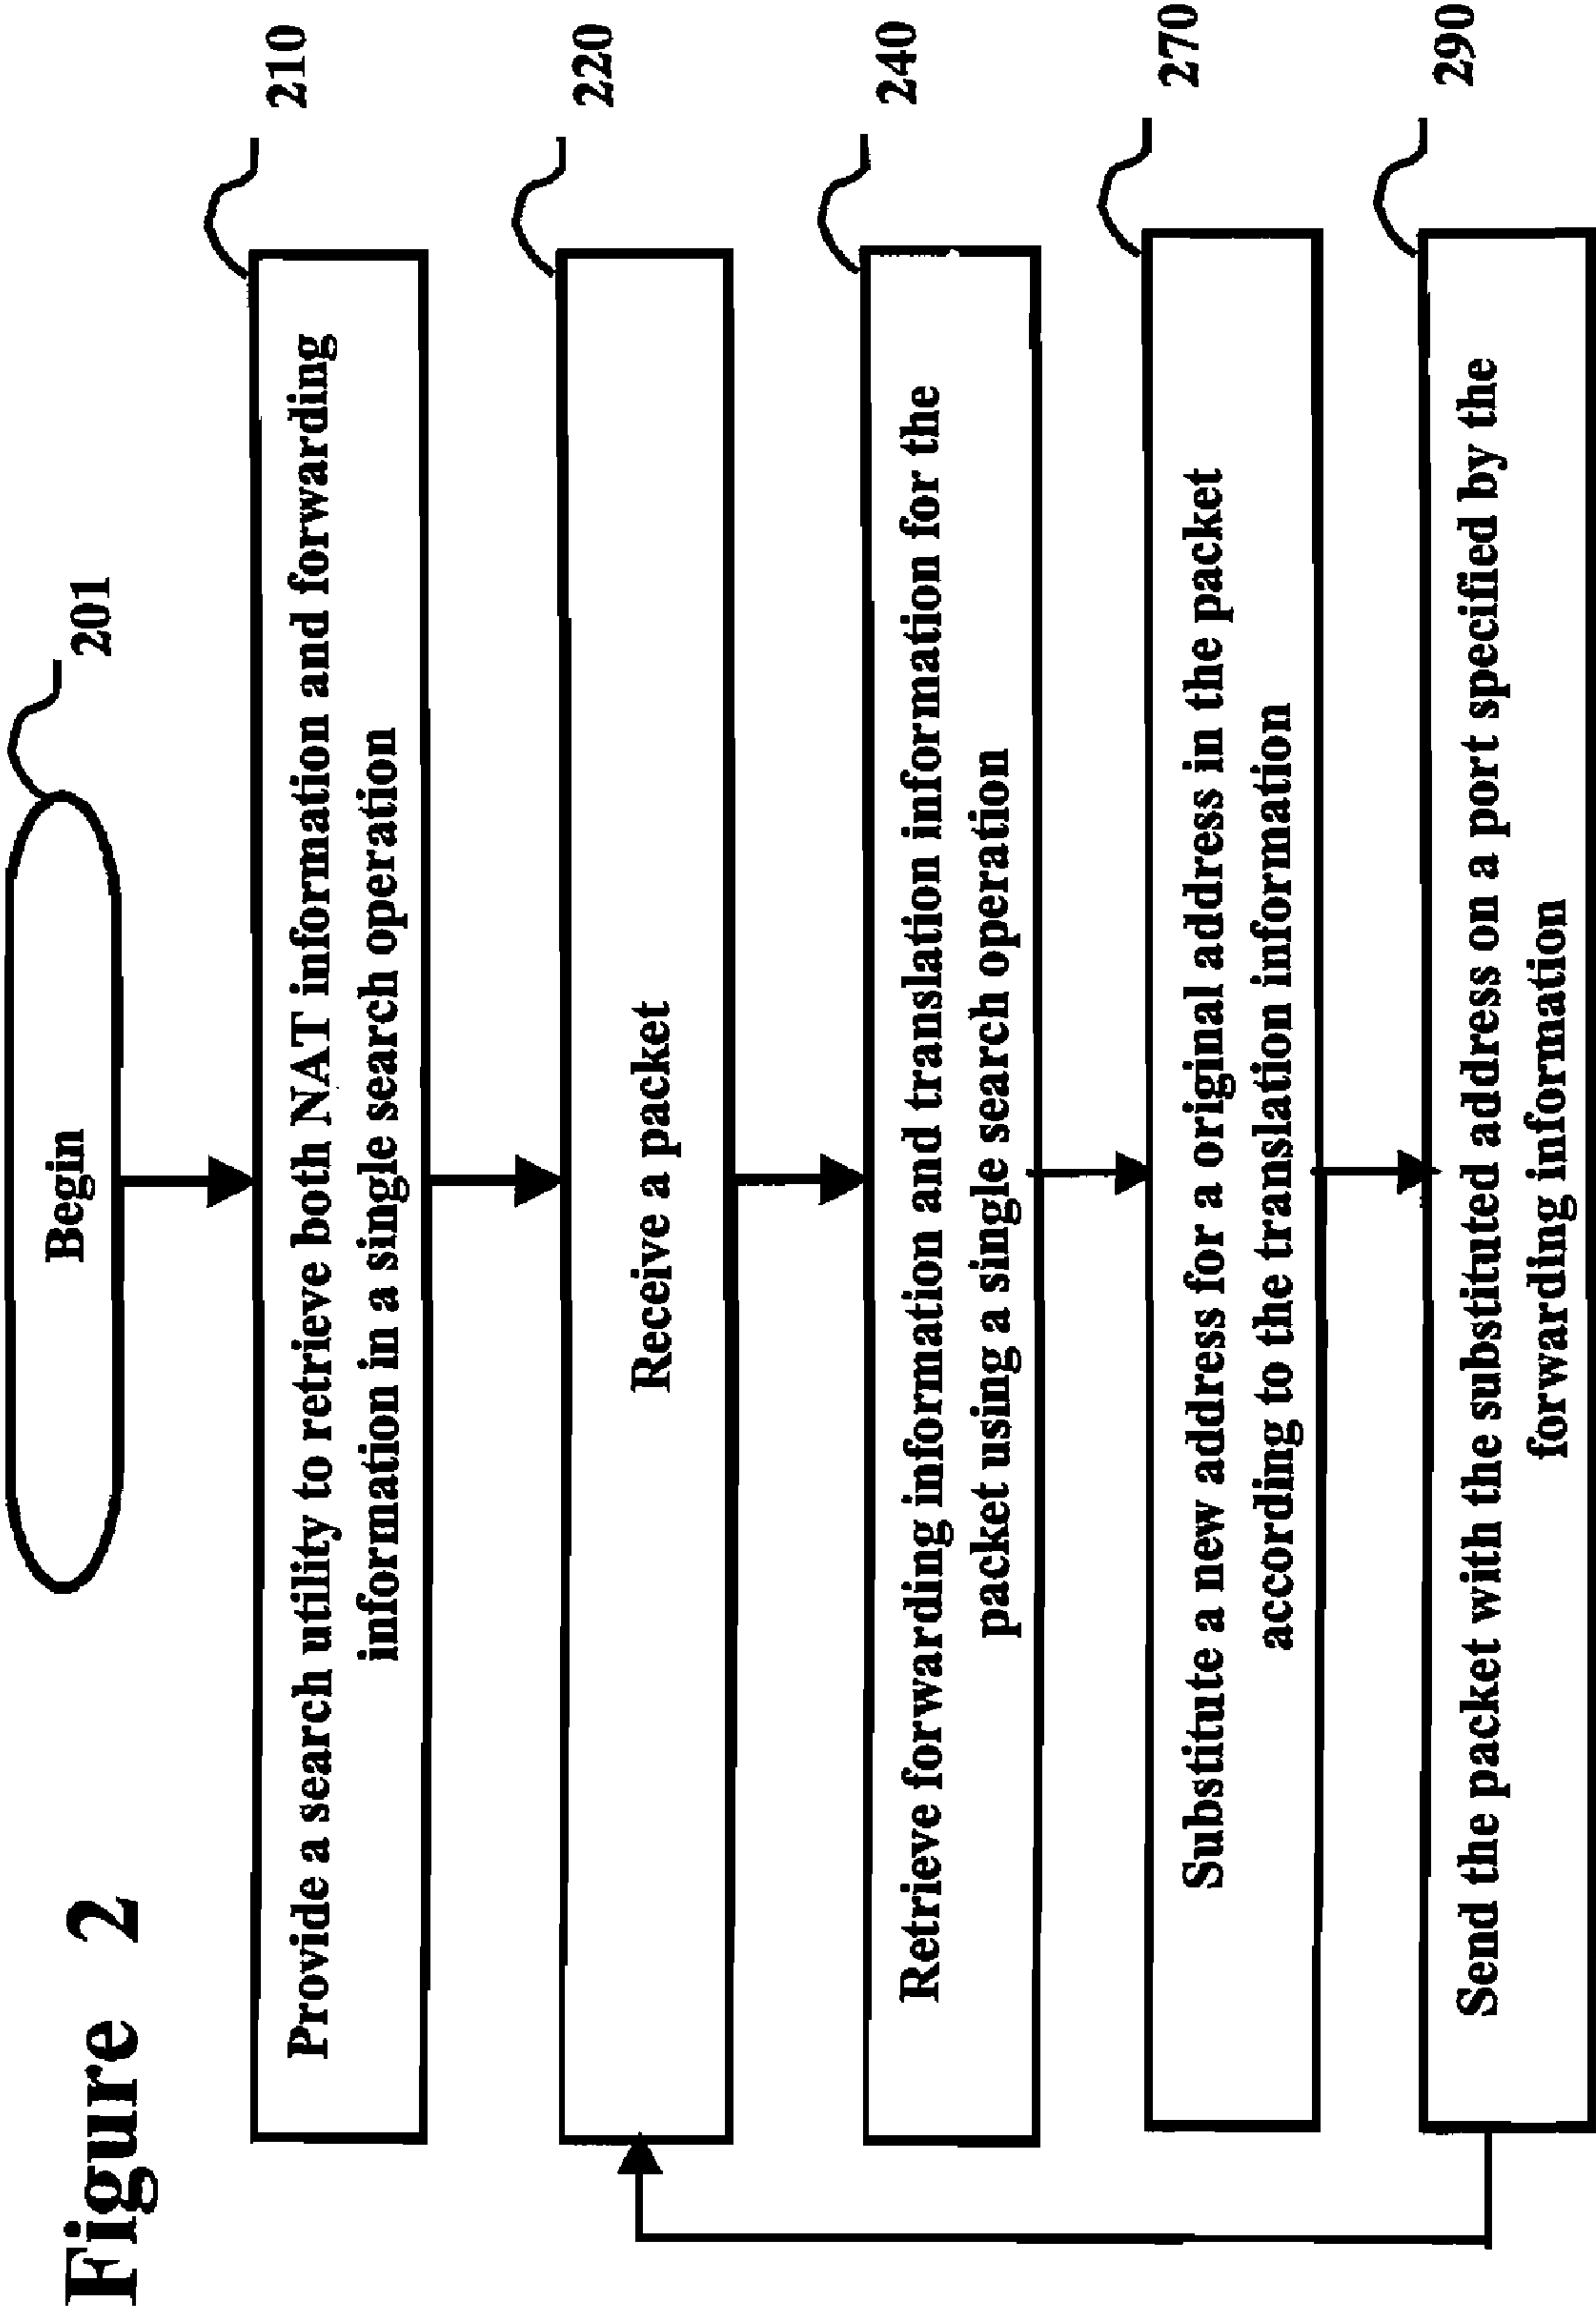 Figure 2
Begin
201
Provide a search utility to retrieve both NAT information and forwarding
information in a single search operation
210
Receive a packet
220
Retrieve forwarding information and translation information for the
packet using a single search operation
240
Substitute a new address for a original address in the packet
according to the translation information
270
Send the packet with the substituted address on a port specified by the
forwarding information
290